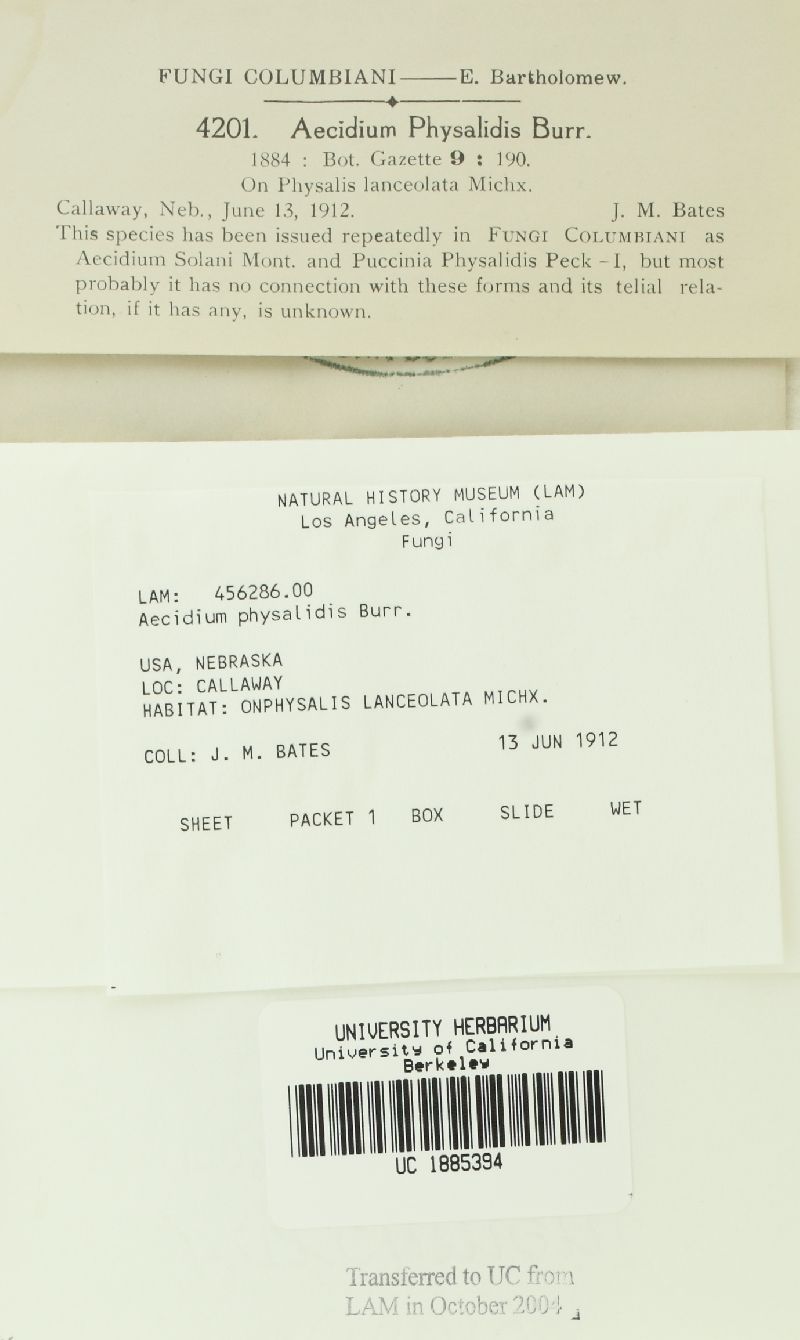 FUNGI COLUMBIANI——E. Bartholomew.
4201. Aecidium Physalidis Burr.
1884 : Bot. Gazette 9 : 190.
On Physalis lanceolata Michx.
Callaway, Neb., June 13, 1912. J. M. Bates
This species has been issued repeatedly in FUNGI COLUMBIANI as
Aecidium Solani Mont. and Puccinia Physalidis Peck - I, but most
probably it has no connection with these forms and its telial rela-
tion, if it has any, is unknown.
NATURAL HISTORY MUSEUM (LAM)
Los Angeles, California
Fungi
LAM: 456286.00
Aecidium physalidis Burr.
USA, NEBRASKA
LOC: CALLAWAY
HABITAT: ONPHYSALIS LANCEOLATA MICHX.
COLL: J. M. BATES 13 JUN 1912
SHEET PACKET 1 BOX SLIDE WET
UNIVERSITY HERBARIUM
University of California
Berkeley
UC 1885394
Transferred to UC from
LAM in October 2004